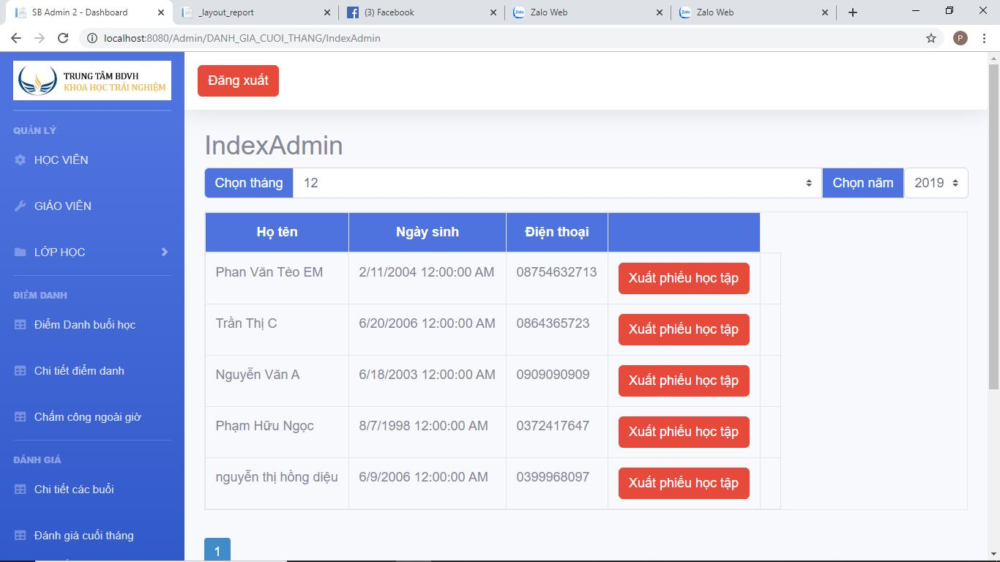 SB Admin 2 - Dashboard
_layout_report
(3) Facebook
Zalo Web
Zalo Web
localhost:8080/Admin/DANH_GIA_CUOI_THANG/IndexAdmin
P
TRUNG TÂM BDVH
KHOA HỌC TRẢI NGHIỆM
Đăng xuất
QUẢN LÝ
HỌC VIÊN
GIÁO VIÊN
LỚP HỌC
ĐIỂM DANH
Điểm Danh buổi học
Chi tiết điểm danh
Chấm công ngoài giờ
ĐÁNH GIÁ
Chi tiết các buổi
Đánh giá cuối tháng
IndexAdmin
Chọn tháng 12 Chọn năm 2019
Họ tên Ngày sinh Điện thoại
Phan Văn Tèo EM 2/11/2004 12:00:00 AM 08754632713 Xuất phiếu học tập
Trần Thị C 6/20/2006 12:00:00 AM 0864365723 Xuất phiếu học tập
Nguyễn Văn A 6/18/2003 12:00:00 AM 0909090909 Xuất phiếu học tập
Phạm Hữu Ngọc 8/7/1998 12:00:00 AM 0372417647 Xuất phiếu học tập
nguyễn thị hồng diệu 6/9/2006 12:00:00 AM 0399968097 Xuất phiếu học tập
1